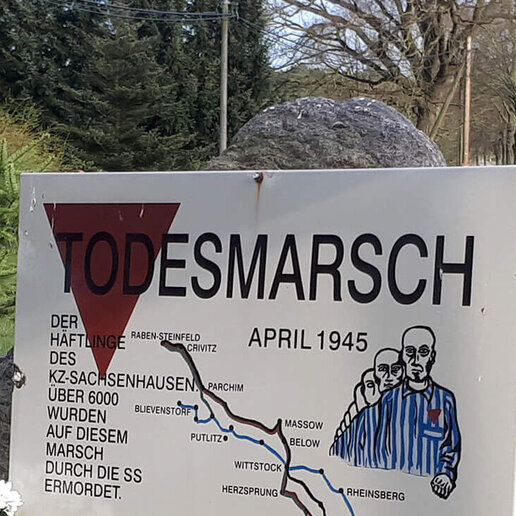 TODESMARSCH
APRIL 1945
DER
HÄFTLINGE
DES
KZ-SACHSENHAUSEN.
ÜBER 6000
WURDEN
AUF DIESEM
MARSCH
DURCH DIE SS
ERMORDET.
RABEN-STEINFELD
CRIVITZ
PARCHIM
BLIEVENSTORF
PUTLITZ
MASSOW
BELOW
WITTSTOCK
HERZSPRUNG
RHEINSBERG